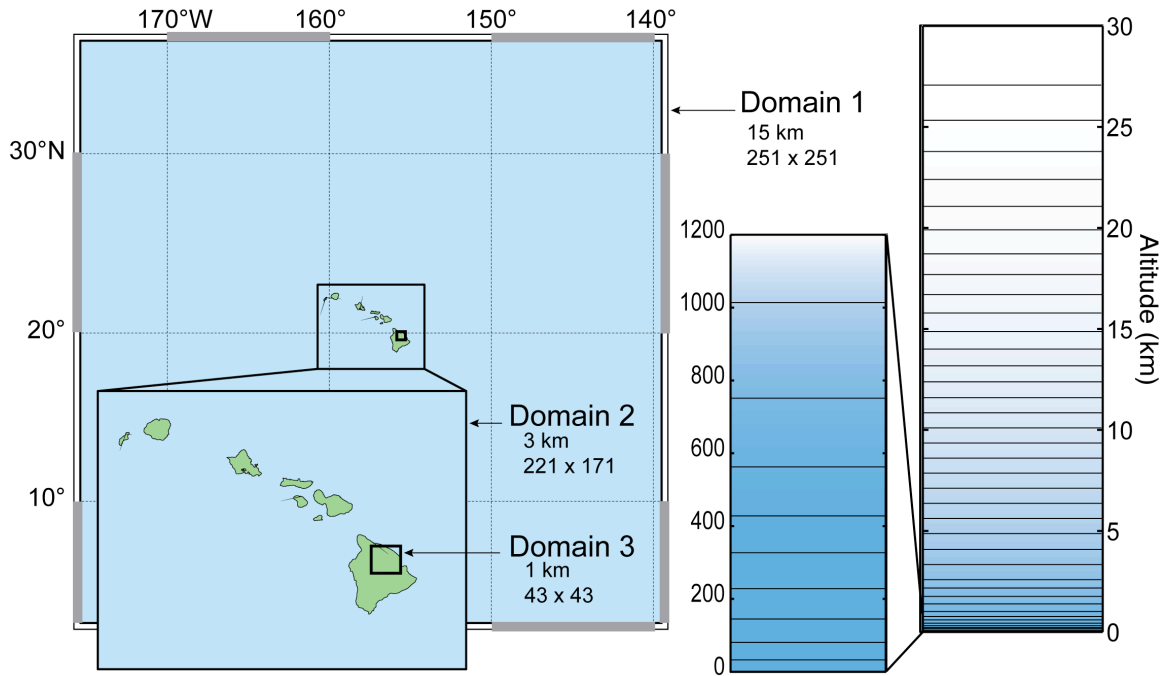 170°W 160° 150° 140°
30°N
20°
10°
Domain 1
15 km
251 x 251
Domain 2
3 km
221 x 171
Domain 3
1 km
43 x 43
1200
1000
800
600
400
200
0
30
25
20
15
10
5
0
Altitude (km)